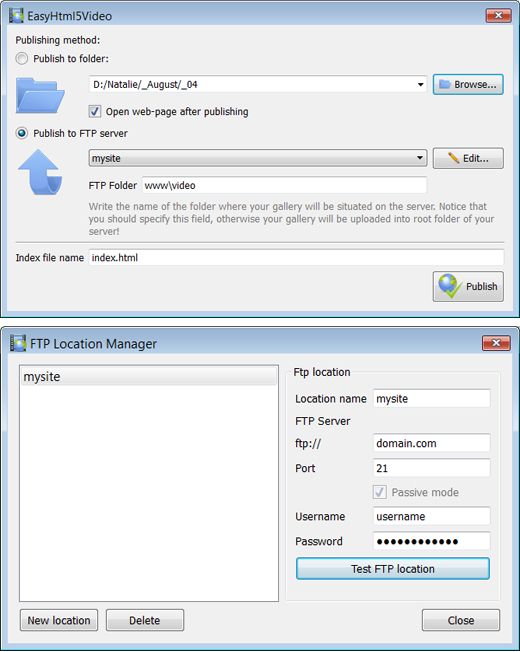 EasyHtml5Video
Publishing method:
Publish to folder:
D:/Natalie/_August/_04
Browse...
Open web-page after publishing
Publish to FTP server
mysite
Edit...
FTP Folder www\video
Write the name of the folder where your gallery will be situated on the server. Notice that
you should specify this field, otherwise your gallery will be uploaded into root folder of your
server!
Index file name index.html
Publish
FTP Location Manager
mysite
Ftp location
Location name mysite
FTP Server
ftp:// domain.com
Port 21
Passive mode
Username username
Password ●●●●●●●●●●●●
Test FTP location
New location Delete Close